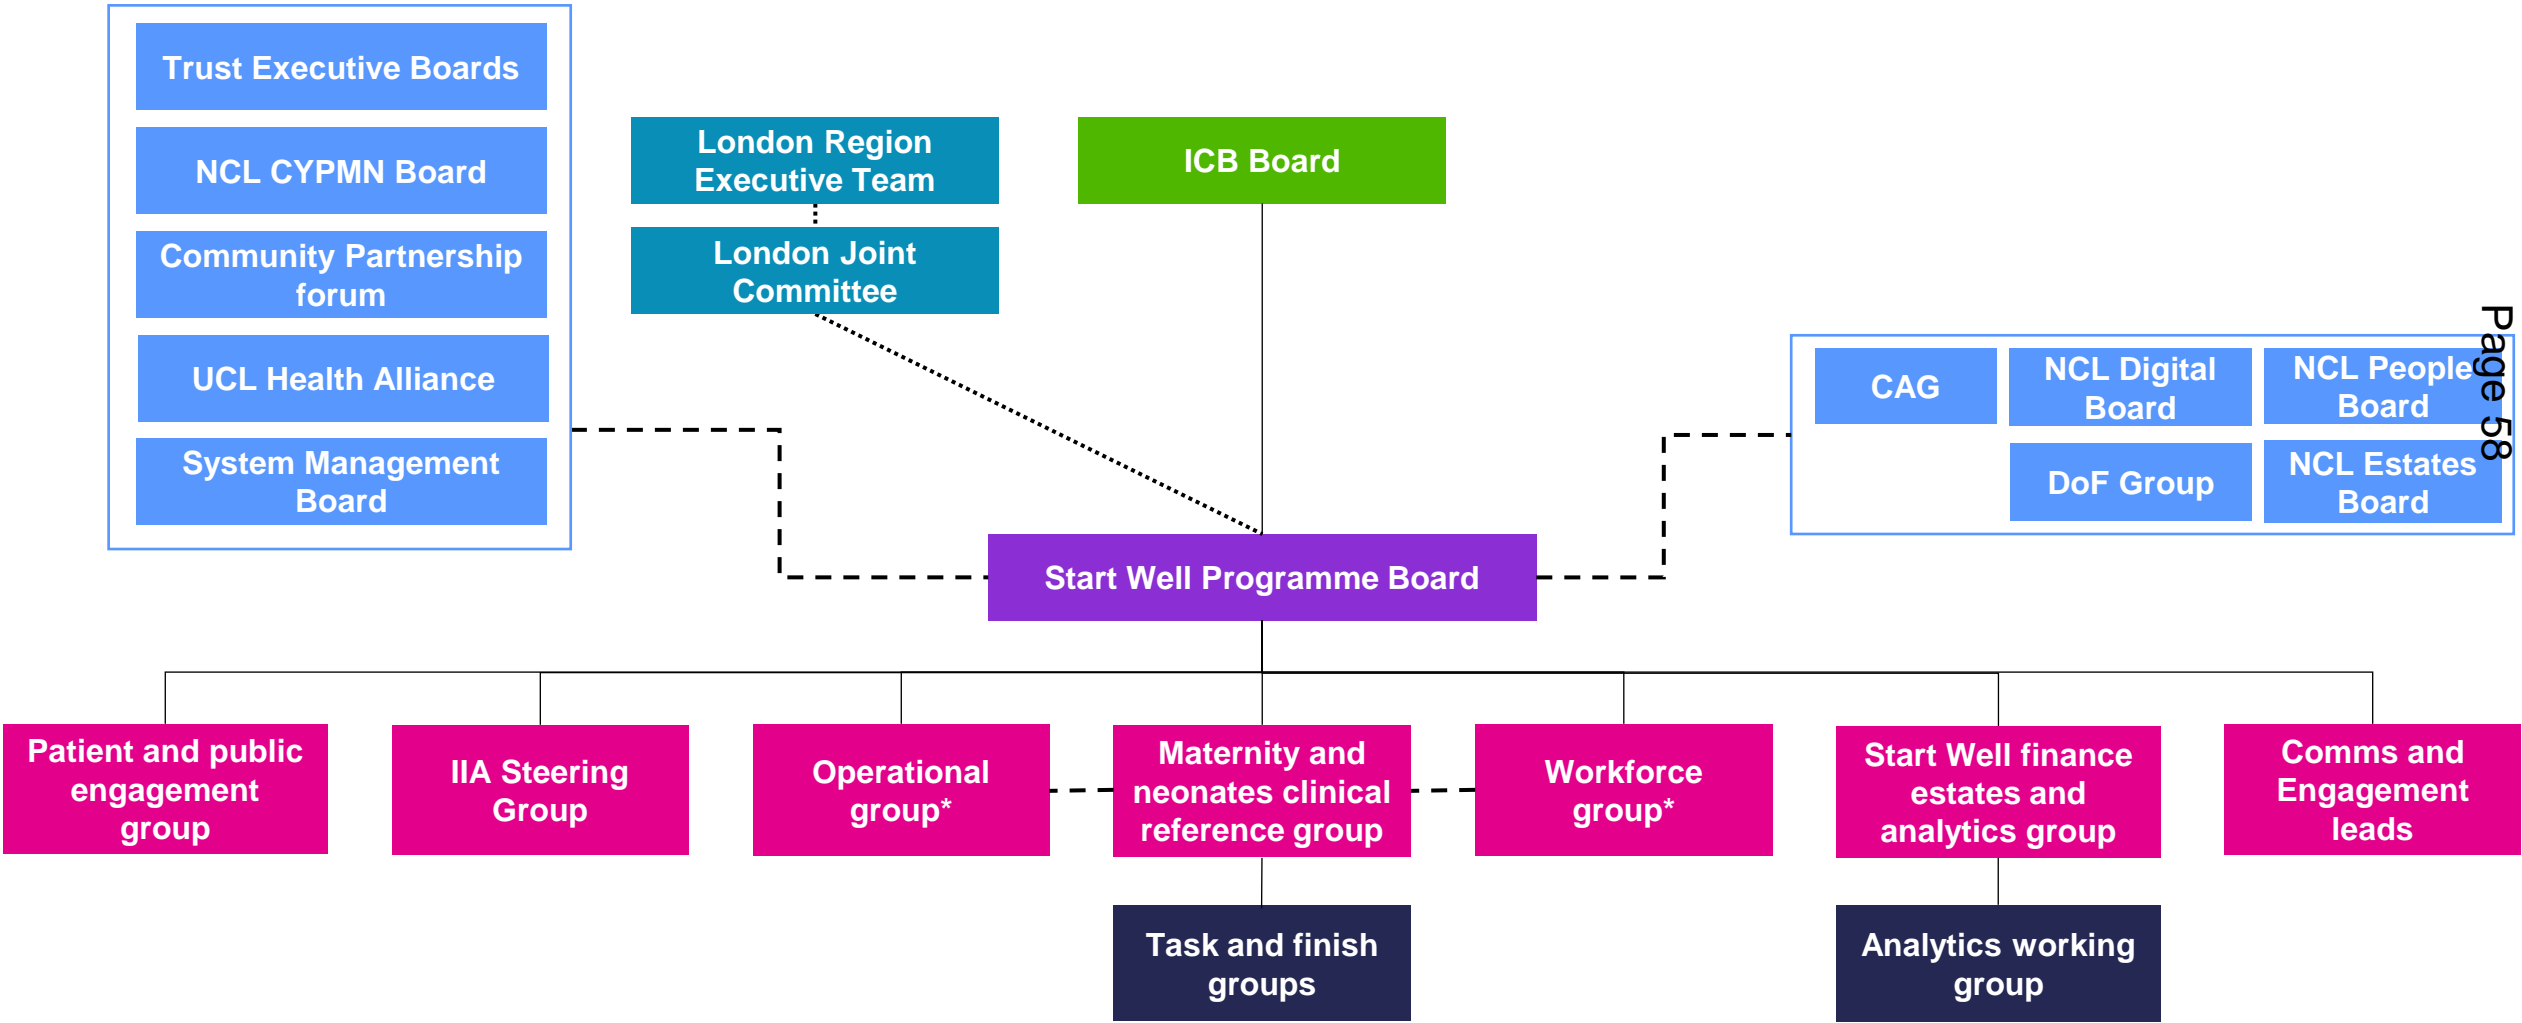 Trust Executive Boards
NCL CYPMN Board
Community Partnership
forum
UCL Health Alliance
System Management
Board
London Region
Executive Team
London Joint
Committee
ICB Board
CAG
NCL Digital
Board
NCL People
Board
DoF Group
NCL Estates
Board
Page 58
Start Well Programme Board
Patient and public
engagement
group
IIA Steering
Group
Operational
group*
Maternity and
neonates clinical
reference group
Workforce
group*
Start Well finance
estates and
analytics group
Comms and
Engagement
leads
Task and finish
groups
Analytics working
group